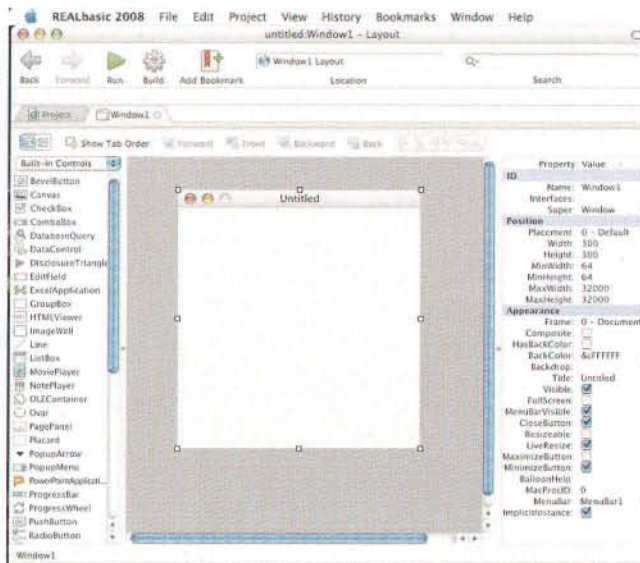 REALbasic 2008 File Edit Project View History Bookmarks Window Help
untitled:Window1 – Layout
Window1 Layout
Back Forward Run Build Add Bookmark Location Search
Project Window1
Show Tab Order Forward Front Backward Back
Built-in Controls
BevelButton
Canvas
CheckBox
ComboBox
DatabaseQuery
DataControl
DisclosureTriangle
EditField
ExcelApplication
GroupBox
HTMLViewer
ImageWell
Line
ListBox
MoviePlayer
NotePlayer
OLEContainer
Oval
PagePanel
Placard
PopupArrow
PopupMenu
PowerPointApplicati...
ProgressBar
ProgressWheel
PushButton
RadioButton
Untitled
Property Value
ID
Name: Window1
Interfaces:
Super: Window
Position
Placement: 0 - Default
Width: 300
Height: 300
MinWidth: 64
MinHeight: 64
MaxWidth: 32000
MaxHeight: 32000
Appearance
Frame: 0 - Document
Composite:
HasBackColor:
BackColor: &cFFFFFF
Backdrop:
Title: Untitled
Visible:
FullScreen:
MenuBarVisible:
CloseButton:
Resizeable:
LiveResize:
MaximizeButton:
MinimizeButton:
BalloonHelp:
MacProcID: 0
MenuBar: MenuBar1
ImplicitInstance:
Window1